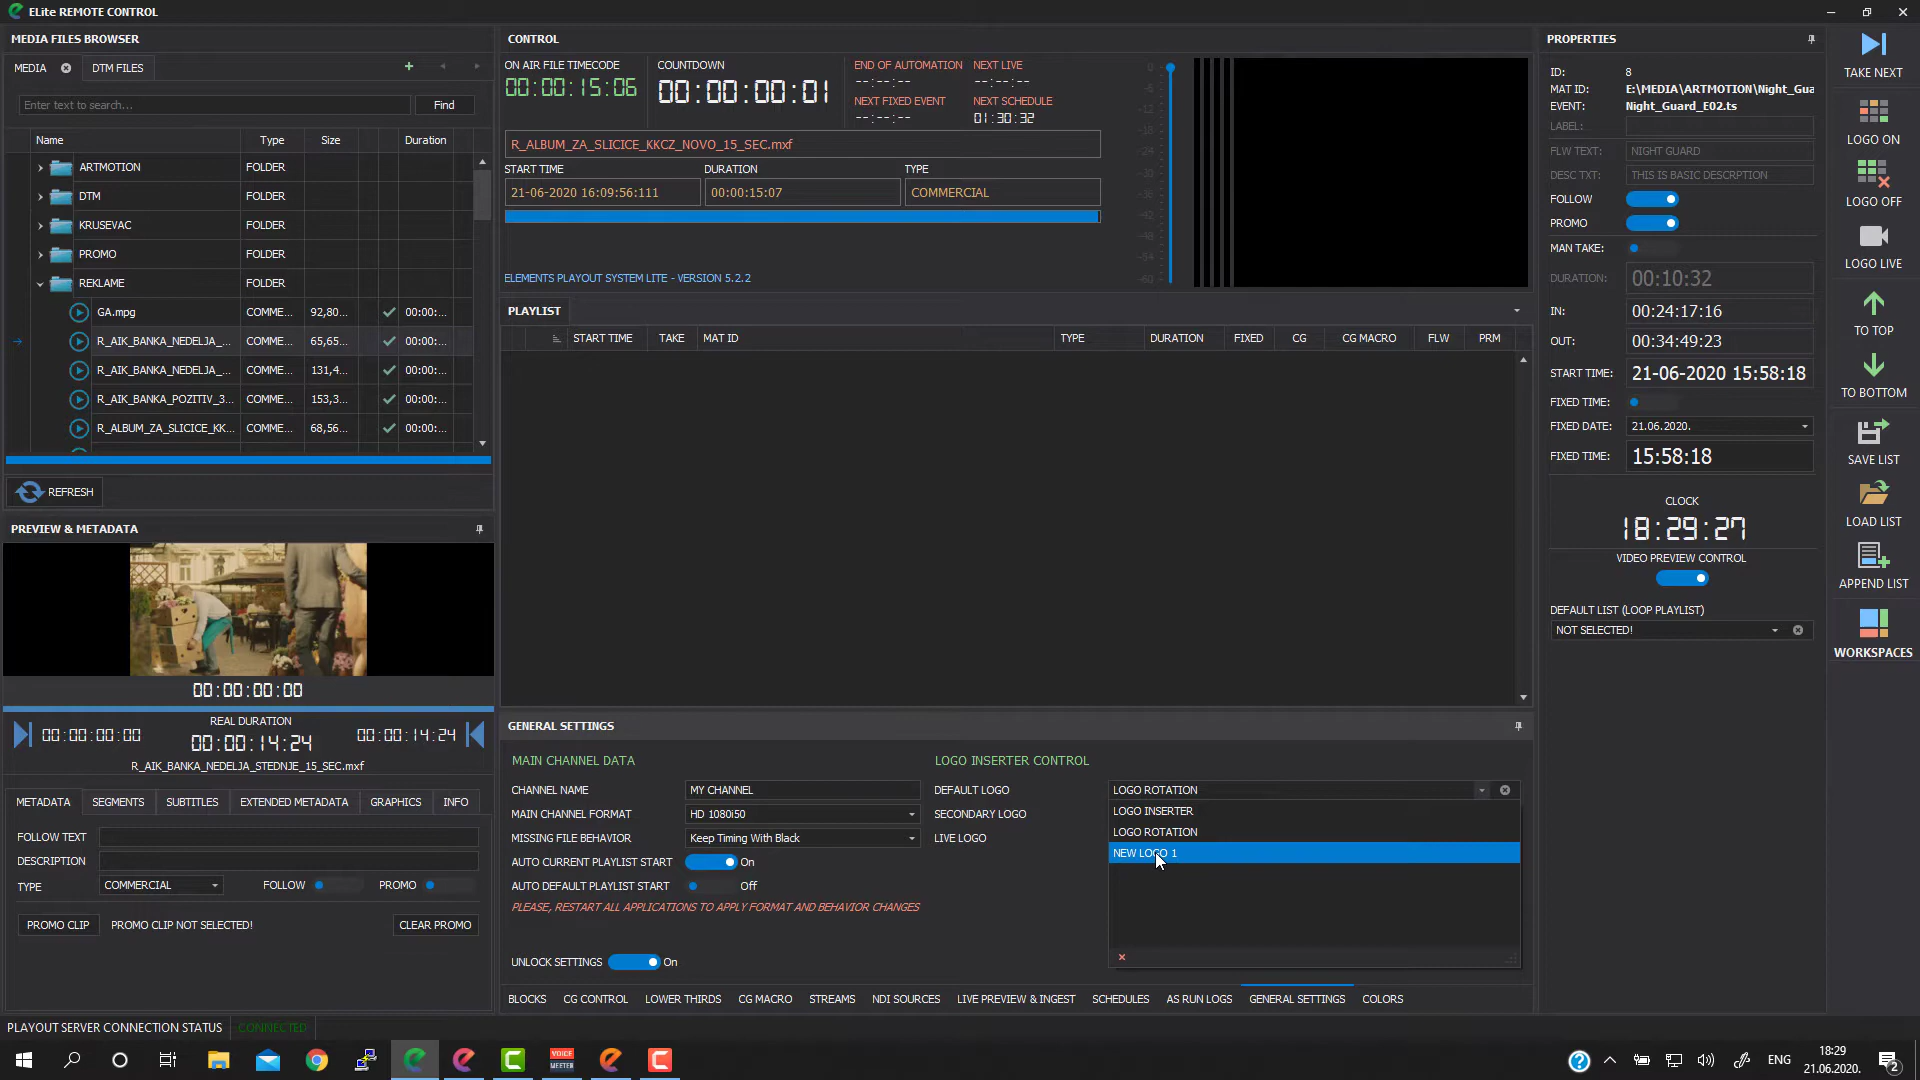 ELite REMOTE CONTROL
MEDIA FILES BROWSER
MEDIA
DTM FILES
Enter text to search...
Find
Name Type Size Duration
ARTMOTION FOLDER
DTM FOLDER
KRUSEVAC FOLDER
PROMO FOLDER
REKLAME FOLDER
GA.mpg COMME... 92,80... 00:00:...
R_AIK_BANKA_NEDELJA_... COMME... 65,65... 00:00:...
R_AIK_BANKA_NEDELJA_... COMME... 131,4... 00:00:...
R_AIK_BANKA_POZITIV_3... COMME... 153,3... 00:00:...
R_ALBUM_ZA_SLICICE_KK... COMME... 68,56... 00:00:...
REFRESH
PREVIEW & METADATA
00:00:00:00
REAL DURATION
00:00:00:00 00:00:14:24 00:00:14:24
R_AIK_BANKA_NEDELJA_STEDNJE_15_SEC.mxf
METADATA SEGMENTS SUBTITLES EXTENDED METADATA GRAPHICS INFO
FOLLOW TEXT
DESCRIPTION
TYPE COMMERCIAL FOLLOW PROMO
PROMO CLIP PROMO CLIP NOT SELECTED! CLEAR PROMO
PLAYOUT SERVER CONNECTION STATUS CONNECTED
CONTROL
ON AIR FILE TIMECODE
00:00:15:06
COUNTDOWN
00:00:00:01
END OF AUTOMATION NEXT LIVE
--:--:-- --:--:--
NEXT FIXED EVENT NEXT SCHEDULE
--:--:-- 01:30:32
R_ALBUM_ZA_SLICICE_KKCZ_NOVO_15_SEC.mxf
START TIME DURATION TYPE
21-06-2020 16:09:56:111 00:00:15:07 COMMERCIAL
ELEMENTS PLAYOUT SYSTEM LITE - VERSION 5.2.2
0
-6
-12
-18
-24
-30
-36
-42
-48
-54
-60
PLAYLIST
START TIME TAKE MAT ID TYPE DURATION FIXED CG CG MACRO FLW PRM
GENERAL SETTINGS
MAIN CHANNEL DATA
CHANNEL NAME MY CHANNEL
MAIN CHANNEL FORMAT HD 1080i50
MISSING FILE BEHAVIOR Keep Timing With Black
AUTO CURRENT PLAYLIST START On
AUTO DEFAULT PLAYLIST START Off
PLEASE, RESTART ALL APPLICATIONS TO APPLY FORMAT AND BEHAVIOR CHANGES
UNLOCK SETTINGS On
LOGO INSERTER CONTROL
DEFAULT LOGO LOGO ROTATION
SECONDARY LOGO
LIVE LOGO
LOGO INSERTER
LOGO ROTATION
NEW LOGO 1
BLOCKS CG CONTROL LOWER THIRDS CG MACRO STREAMS NDI SOURCES LIVE PREVIEW & INGEST SCHEDULES AS RUN LOGS GENERAL SETTINGS COLORS
PROPERTIES
ID: 8
MAT ID: E:\MEDIA\ARTMOTION\Night_Gua
EVENT: Night_Guard_E02.ts
LABEL:
FLW TEXT: NIGHT GUARD
DESC TXT: THIS IS BASIC DESCRPTION
FOLLOW
PROMO
MAN TAKE:
DURATION: 00:10:32
IN: 00:24:17:16
OUT: 00:34:49:23
START TIME: 21-06-2020 15:58:18
FIXED TIME:
FIXED DATE: 21.06.2020.
FIXED TIME: 15:58:18
CLOCK
18:29:27
VIDEO PREVIEW CONTROL
DEFAULT LIST (LOOP PLAYLIST)
NOT SELECTED!
TAKE NEXT
LOGO ON
LOGO OFF
LOGO LIVE
TO TOP
TO BOTTOM
SAVE LIST
LOAD LIST
APPEND LIST
WORKSPACES
VOICE
MEETER
ENG
18:29
21.06.2020.
2